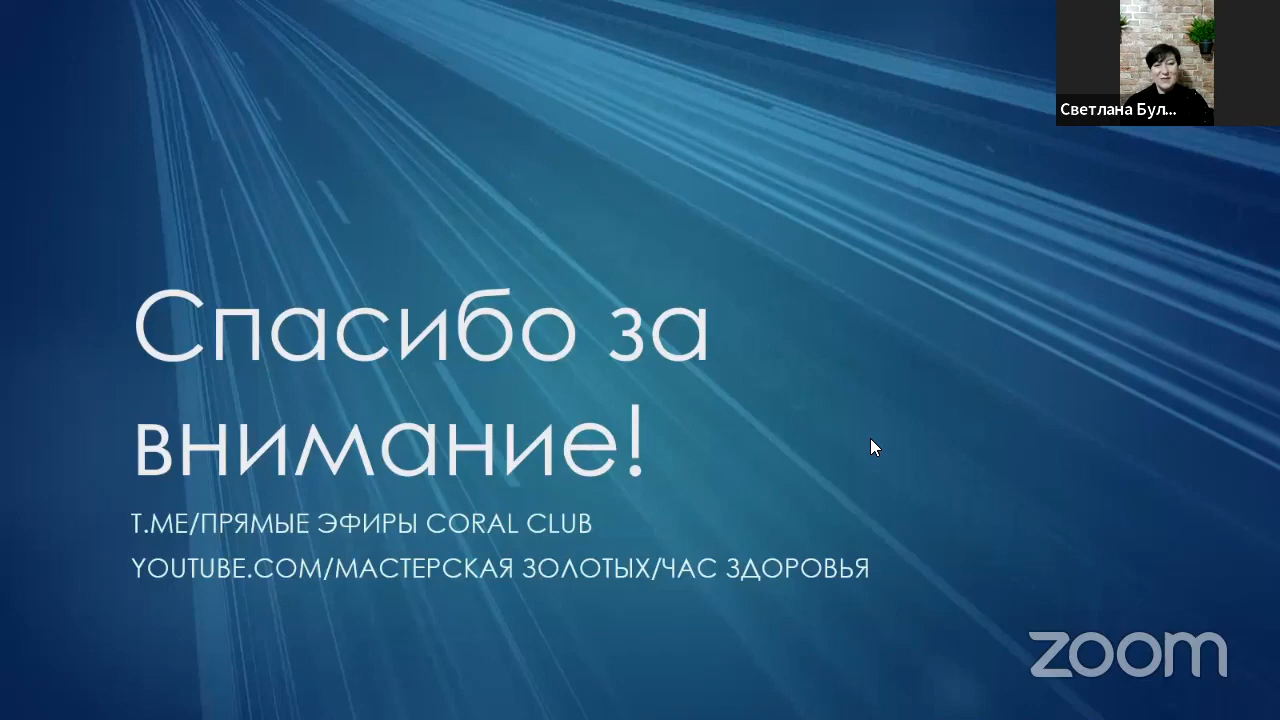 Светлана Бул...
Спасибо за
внимание!
T.ME/ПРЯМЫЕ ЭФИРЫ CORAL CLUB
YOUTUBE.COM/МАСТЕРСКАЯ ЗОЛОТЫХ/ЧАС ЗДОРОВЬЯ
zoom